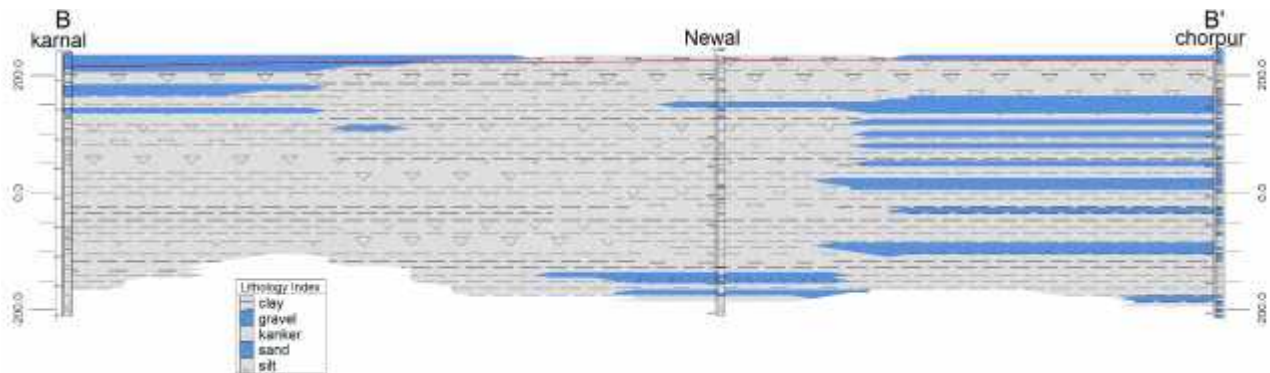 B
karnal
Newal
B'
chorpur
200.0
200.0
0.0
0.0
-200.0
-200.0
Lithology Index
clay
gravel
kanker
sand
silt